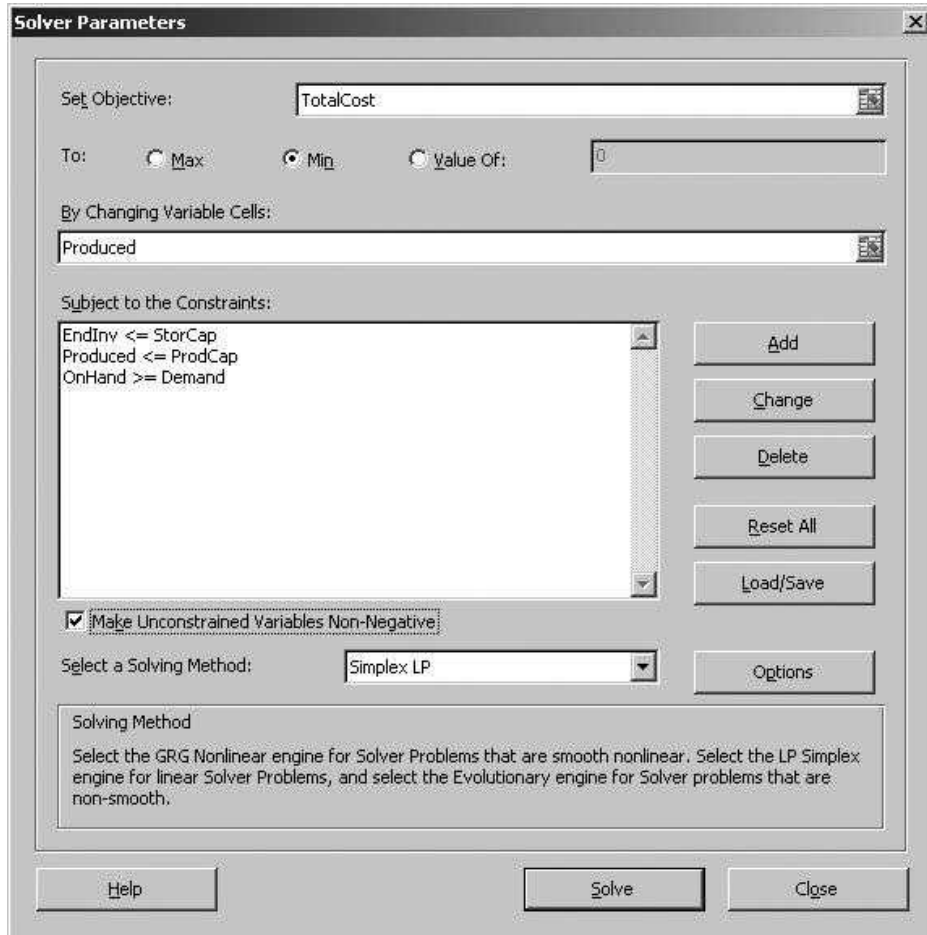 Solver Parameters
Set Objective: TotalCost
To: Max Min Value Of: 0
By Changing Variable Cells:
Produced
Subject to the Constraints:
EndInv <= StorCap
Produced <= ProdCap
OnHand >= Demand
Add
Change
Delete
Reset All
Load/Save
Make Unconstrained Variables Non-Negative
Select a Solving Method: Simplex LP
Options
Solving Method
Select the GRG Nonlinear engine for Solver Problems that are smooth nonlinear. Select the LP Simplex
engine for linear Solver Problems, and select the Evolutionary engine for Solver problems that are
non-smooth.
Help Solve Close